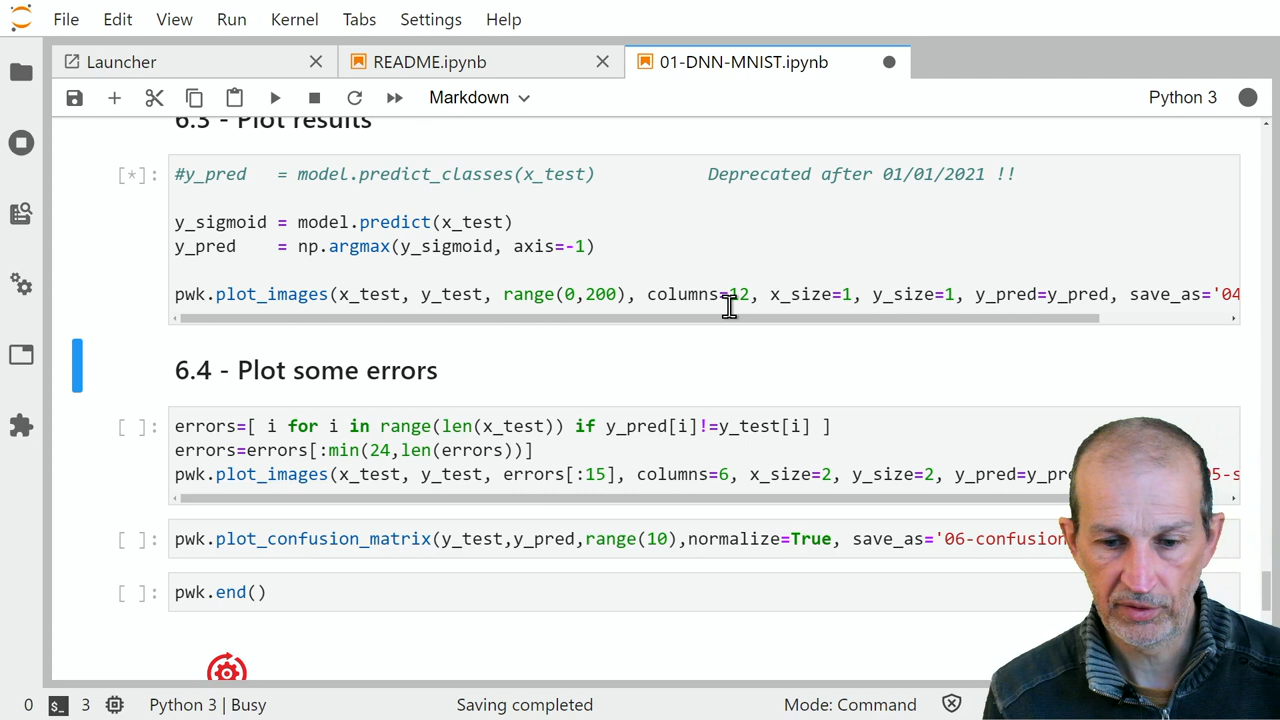 File Edit View Run Kernel Tabs Settings Help
Launcher README.ipynb 01-DNN-MNIST.ipynb
Markdown Python 3
6.3 - Plot results
[*]: #y_pred = model.predict_classes(x_test) Deprecated after 01/01/2021 !!
y_sigmoid = model.predict(x_test)
y_pred = np.argmax(y_sigmoid, axis=-1)
pwk.plot_images(x_test, y_test, range(0,200), columns=12, x_size=1, y_size=1, y_pred=y_pred, save_as='04
6.4 - Plot some errors
[ ]: errors=[ i for i in range(len(x_test)) if y_pred[i]!=y_test[i] ]
errors=errors[:min(24,len(errors))]
pwk.plot_images(x_test, y_test, errors[:15], columns=6, x_size=2, y_size=2, y_pred=y_pre 5-s
[ ]: pwk.plot_confusion_matrix(y_test,y_pred,range(10),normalize=True, save_as='06-confusion
[ ]: pwk.end()
0 3 Python 3 | Busy Saving completed Mode: Command